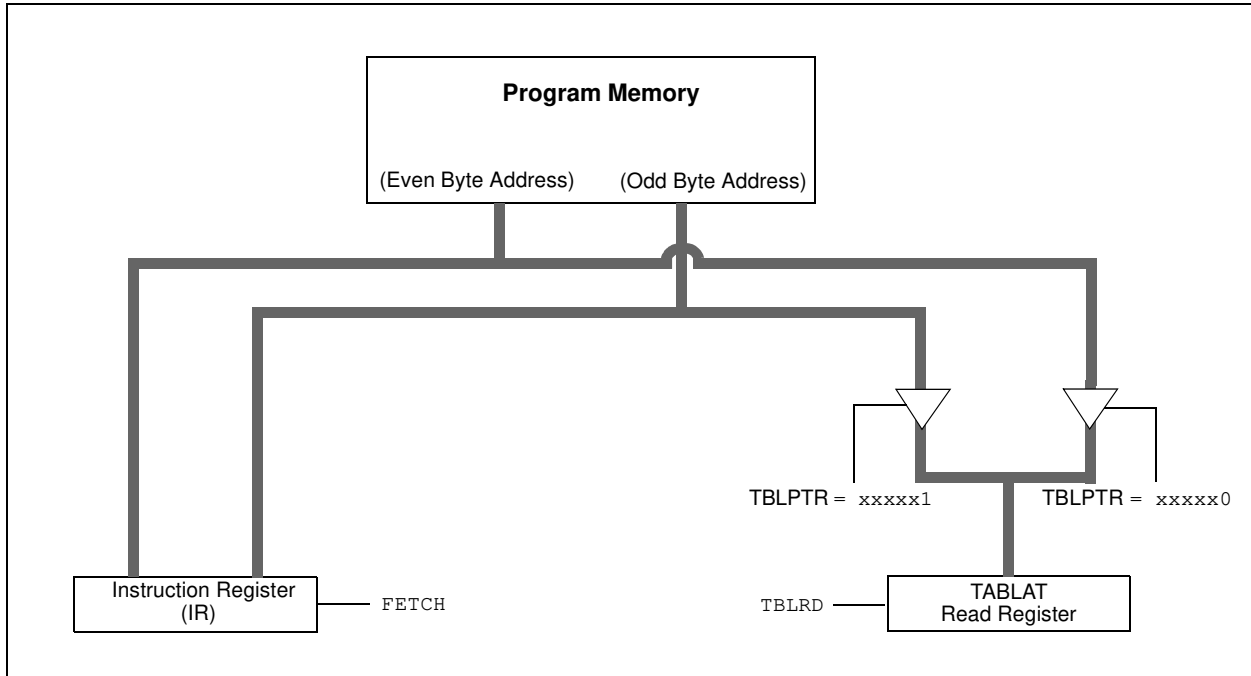 Program Memory
(Even Byte Address) (Odd Byte Address)
TBLPTR = xxxxx1 TBLPTR = xxxxx0
Instruction Register
(IR)
FETCH
TBLRD
TABLAT
Read Register